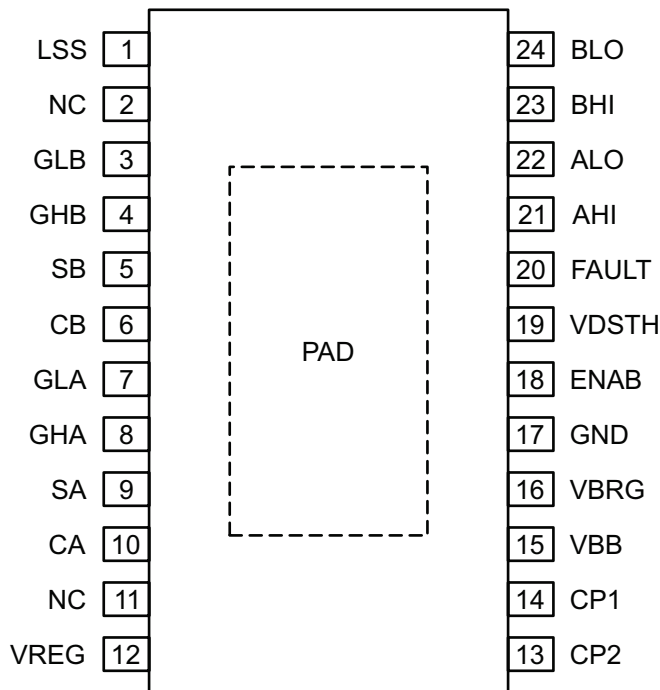 LSS 1 24 BLO
NC 2 23 BHI
GLB 3 22 ALO
GHB 4 21 AHI
SB 5 20 FAULT
CB 6 19 VDSTH
PAD
GLA 7 18 ENAB
GHA 8 17 GND
SA 9 16 VBRG
CA 10 15 VBB
NC 11 14 CP1
VREG 12 13 CP2